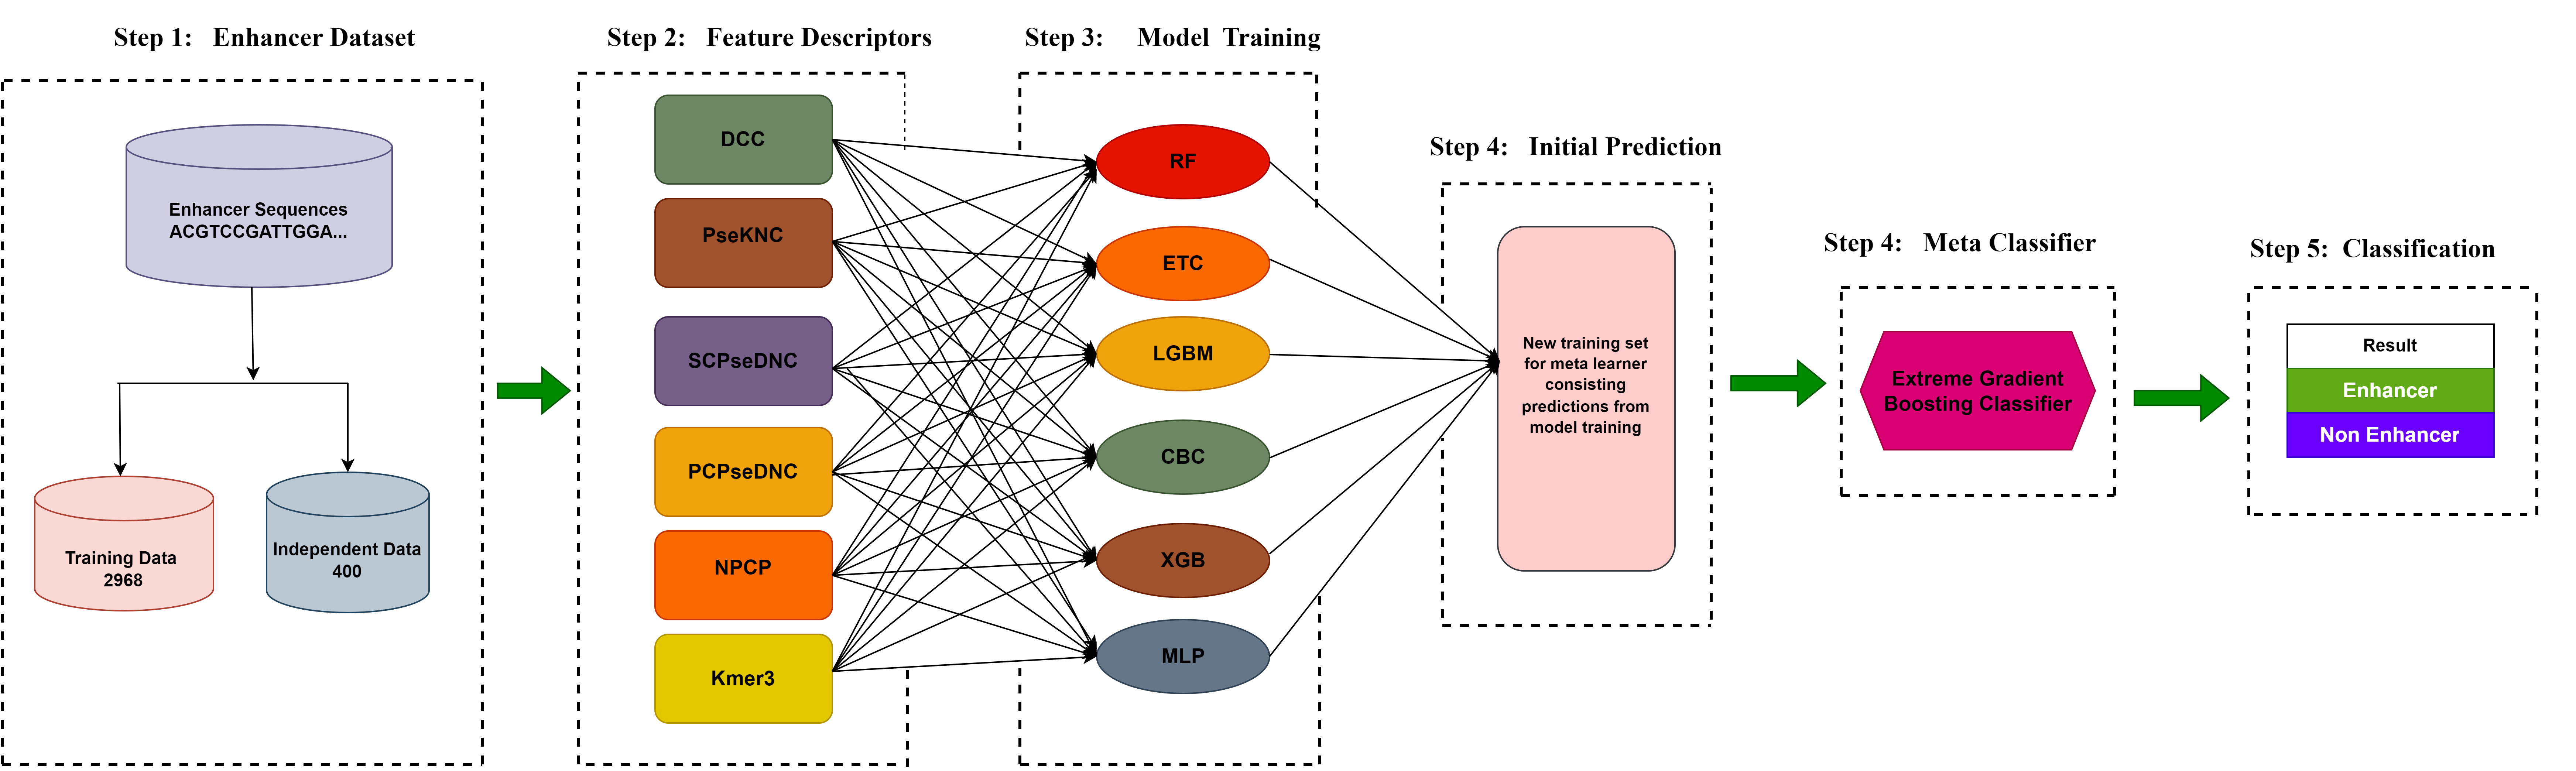 Step 1: Enhancer Dataset
Enhancer Sequences
ACGTCCGATTGGA...
Training Data
2968
Independent Data
400
Step 2: Feature Descriptors
DCC
PseKNC
SCPseDNC
PCPseDNC
NPCP
Kmer3
Step 3: Model Training
RF
ETC
LGBM
CBC
XGB
MLP
Step 4: Initial Prediction
New training set
for meta learner
consisting
predictions from
model training
Step 4: Meta Classifier
Extreme Gradient
Boosting Classifier
Step 5: Classification
Result
Enhancer
Non Enhancer